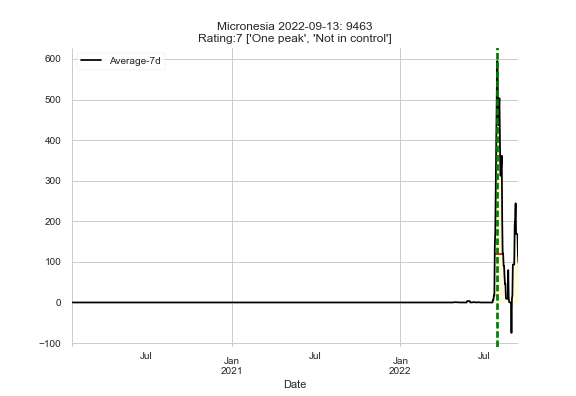 Micronesia 2022-09-13: 9463
Rating:7 ['One peak', 'Not in control']
Average-7d
600
500
400
300
200
100
0
−100
Jul
Jan
2021
Jul
Jan
2022
Jul
Date